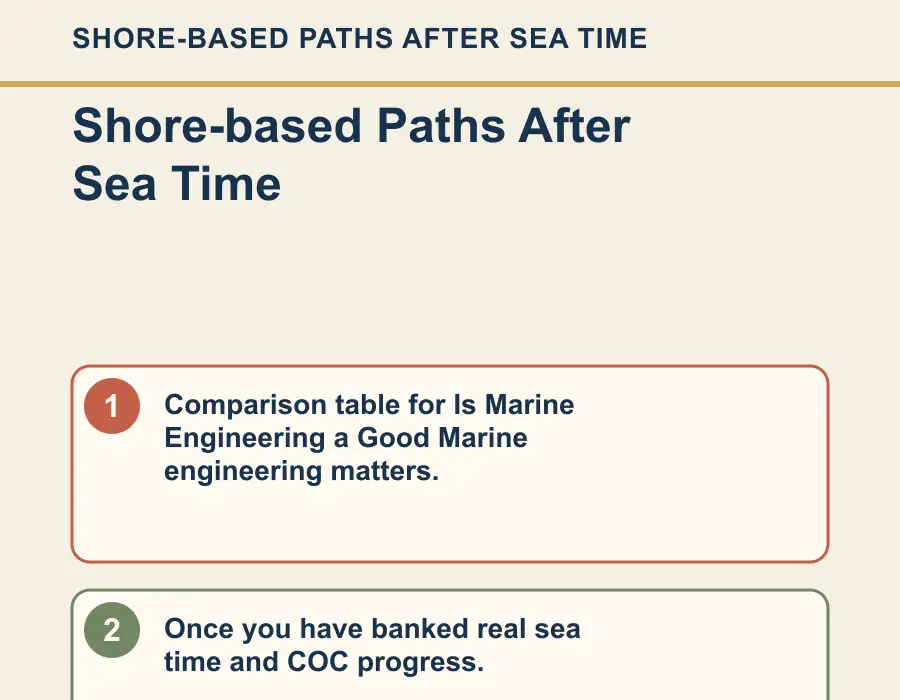 SHORE-BASED PATHS AFTER SEA TIME
Shore-based Paths After
Sea Time
1
Comparison table for Is Marine
Engineering a Good Marine
engineering matters.
2
Once you have banked real sea
time and COC progress.